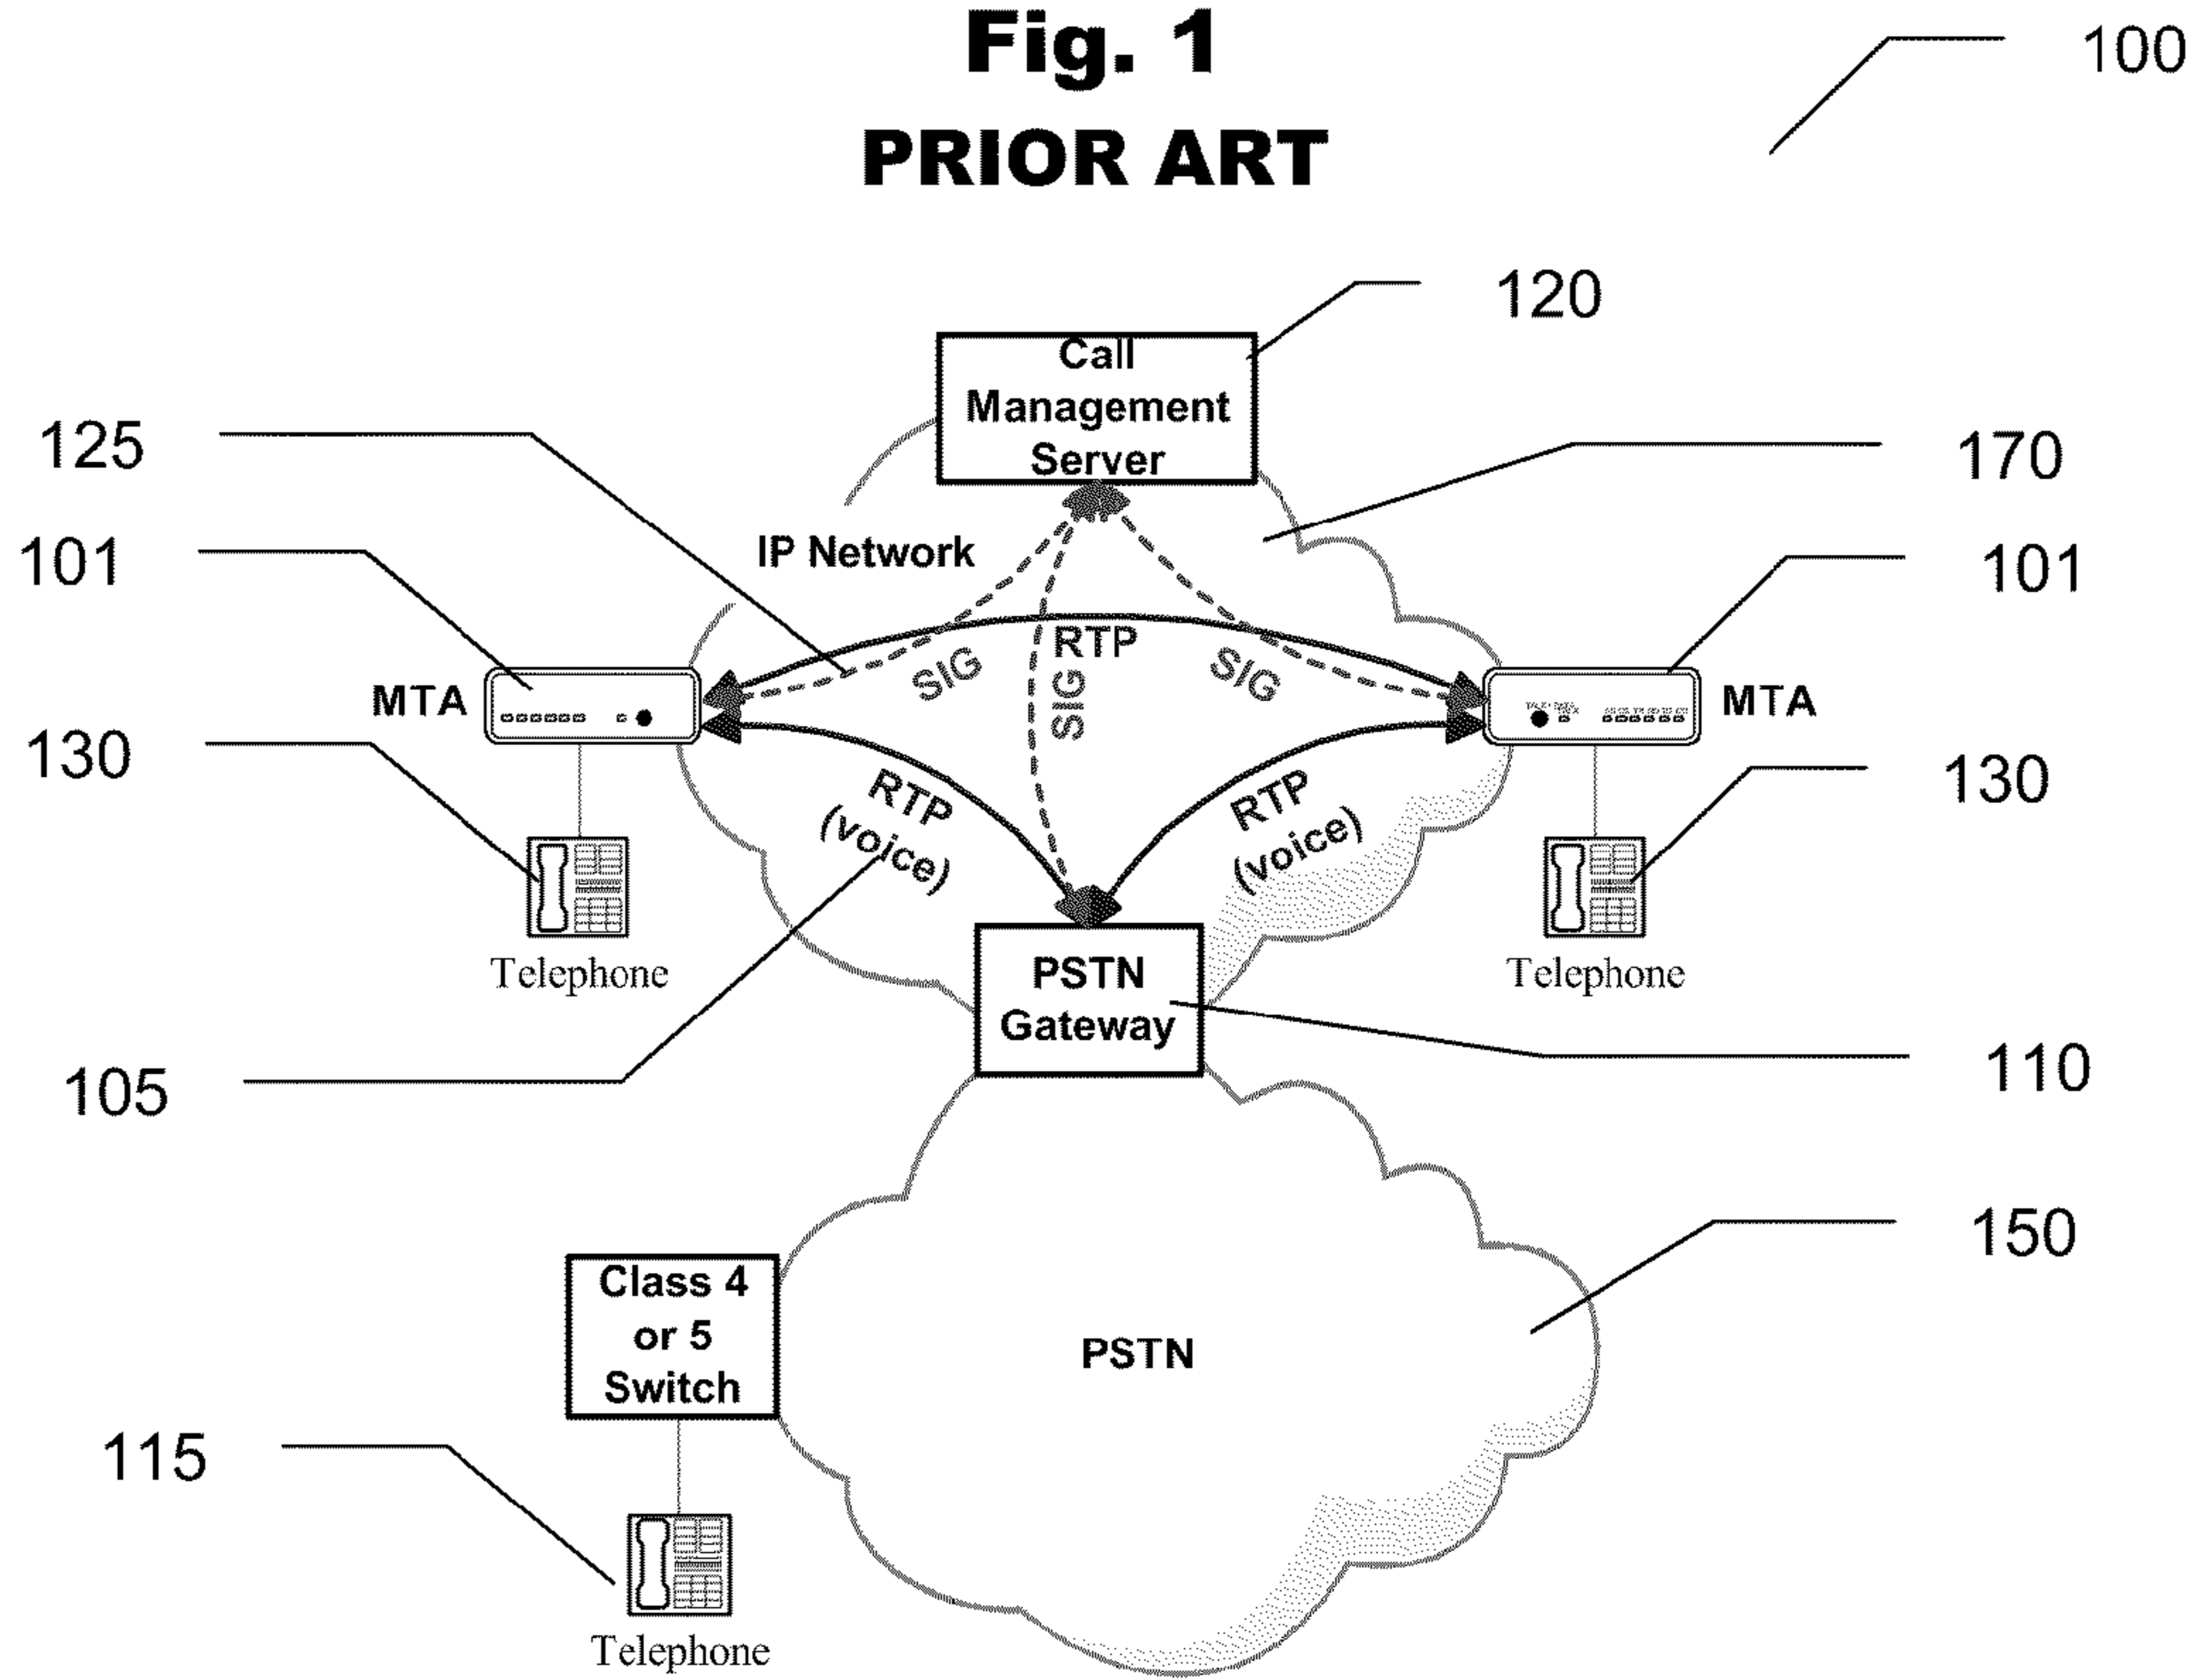 Fig. 1
PRIOR ART
100
120
Call
Management
Server
125
170
IP Network
101
101
RTP
SIG
SIG
SIG
MTA
MTA
130
130
RTP
(voice)
RTP
(voice)
Telephone
Telephone
PSTN
Gateway
105
110
150
Class 4
or 5
Switch
PSTN
115
Telephone